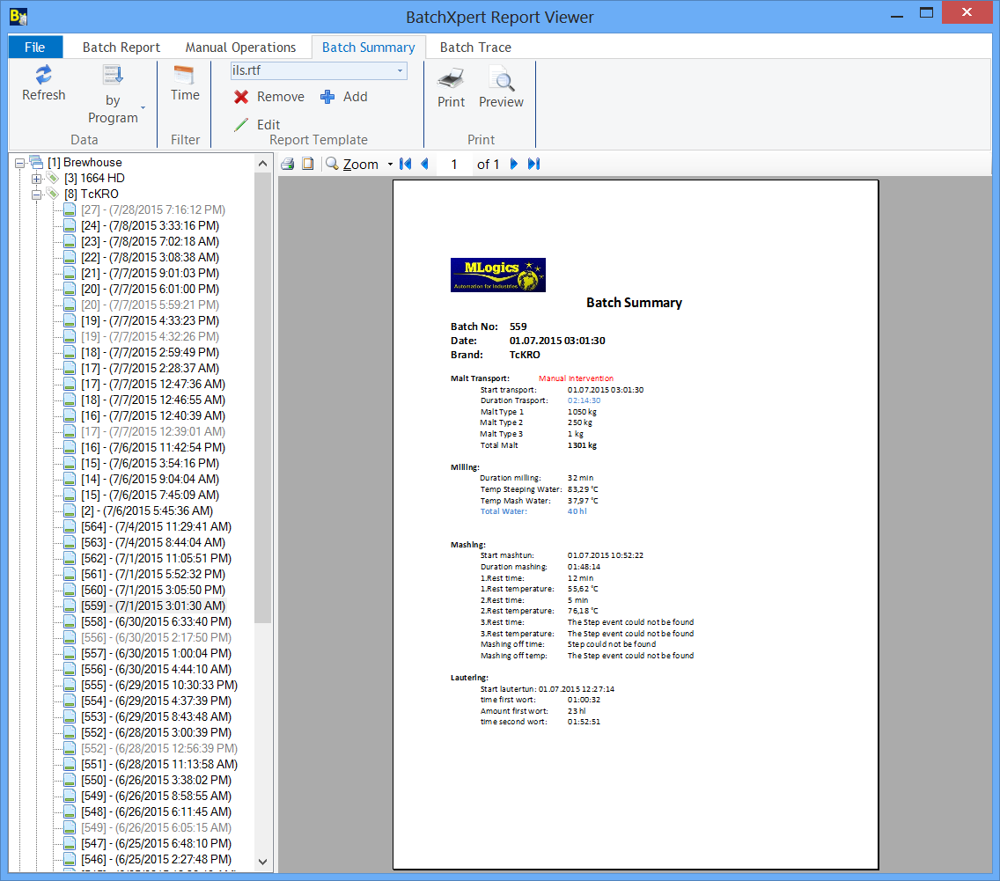 BatchXpert Report Viewer
File Batch Report Manual Operations Batch Summary Batch Trace
Refresh
by Program
Data
Time
Filter
ils.rtf
Remove Add
Edit
Report Template
Print Preview
Print
Zoom 1 of 1
[1] Brewhouse
[3] 1664 HD
[8] TcKRO
[27] - (7/28/2015 7:16:12 PM)
[24] - (7/8/2015 3:33:16 PM)
[23] - (7/8/2015 7:02:18 AM)
[22] - (7/8/2015 3:08:38 AM)
[21] - (7/7/2015 9:01:03 PM)
[20] - (7/7/2015 6:01:00 PM)
[20] - (7/7/2015 5:59:21 PM)
[19] - (7/7/2015 4:33:23 PM)
[19] - (7/7/2015 4:32:26 PM)
[18] - (7/7/2015 2:59:49 PM)
[17] - (7/7/2015 2:28:37 AM)
[17] - (7/7/2015 12:47:36 AM)
[18] - (7/7/2015 12:46:55 AM)
[16] - (7/7/2015 12:40:39 AM)
[17] - (7/7/2015 12:39:01 AM)
[16] - (7/6/2015 11:42:54 PM)
[15] - (7/6/2015 3:54:16 PM)
[14] - (7/6/2015 9:04:04 AM)
[15] - (7/6/2015 7:45:09 AM)
[2] - (7/6/2015 5:45:36 AM)
[564] - (7/4/2015 11:29:41 AM)
[563] - (7/4/2015 8:44:04 AM)
[562] - (7/1/2015 11:05:51 PM)
[561] - (7/1/2015 5:52:32 PM)
[560] - (7/1/2015 3:05:50 PM)
[559] - (7/1/2015 3:01:30 AM)
[558] - (6/30/2015 6:33:40 PM)
[556] - (6/30/2015 2:17:50 PM)
[557] - (6/30/2015 1:00:04 PM)
[556] - (6/30/2015 4:44:10 AM)
[555] - (6/29/2015 10:30:33 PM)
[554] - (6/29/2015 4:37:39 PM)
[553] - (6/29/2015 8:43:48 AM)
[552] - (6/28/2015 3:00:39 PM)
[552] - (6/28/2015 12:56:39 PM)
[551] - (6/28/2015 11:13:58 AM)
[550] - (6/26/2015 3:38:02 PM)
[549] - (6/26/2015 8:58:55 AM)
[548] - (6/26/2015 6:11:45 AM)
[549] - (6/26/2015 6:05:15 AM)
[547] - (6/25/2015 6:48:10 PM)
[546] - (6/25/2015 2:27:48 PM)
MLogics
Automation for Industries
Batch Summary
Batch No: 559
Date: 01.07.2015 03:01:30
Brand: TcKRO
Malt Transport: Manual Intervention
Start transport: 01.07.2015 03:01:30
Duration Trasport: 02:14:30
Malt Type 1 1050 kg
Malt Type 2 250 kg
Malt Type 3 1 kg
Total Malt 1301 kg
Milling:
Duration milling: 32 min
Temp Steeping Water: 83,29 °C
Temp Mash Water: 37,97 °C
Total Water: 40 hl
Mashing:
Start mashtun: 01.07.2015 10:52:22
Duration mashing: 01:48:14
1.Rest time: 12 min
1.Rest temperature: 55,62 °C
2.Rest time: 5 min
2.Rest temperature: 76,18 °C
3.Rest time: The Step event could not be found
3.Rest temperature: The Step event could not be found
Mashing off time: Step could not be found
Mashing off temp: The Step event could not be found
Lautering:
Start lautertun: 01.07.2015 12:27:14
time first wort: 01:00:32
Amount first wort: 23 hl
time second wort: 01:52:51